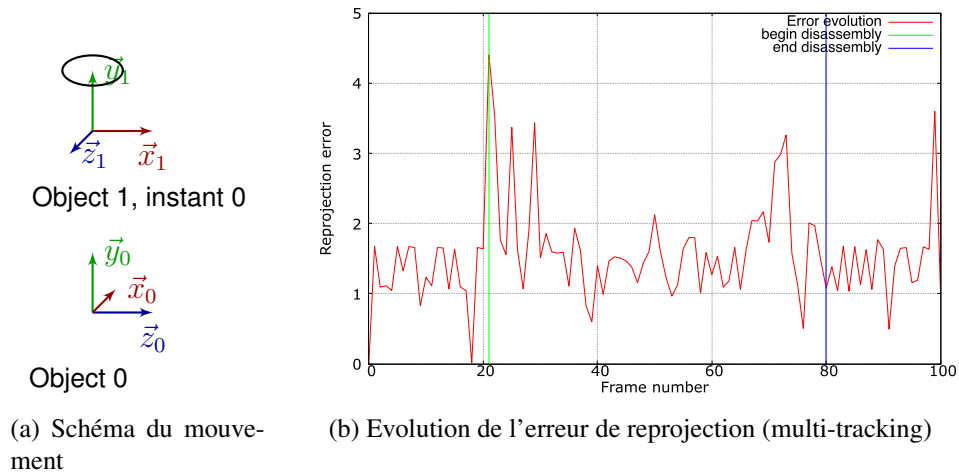 y⃗₁
z⃗₁
x⃗₁
Object 1, instant 0
y⃗₀
x⃗₀
z⃗₀
Object 0
(a) Schéma du mouve-
ment
5
4
3
2
1
0
Reprojection error
Error evolution
begin disassembly
end disassembly
0 20 40 60 80 100
Frame number
(b) Evolution de l'erreur de reprojection (multi-tracking)